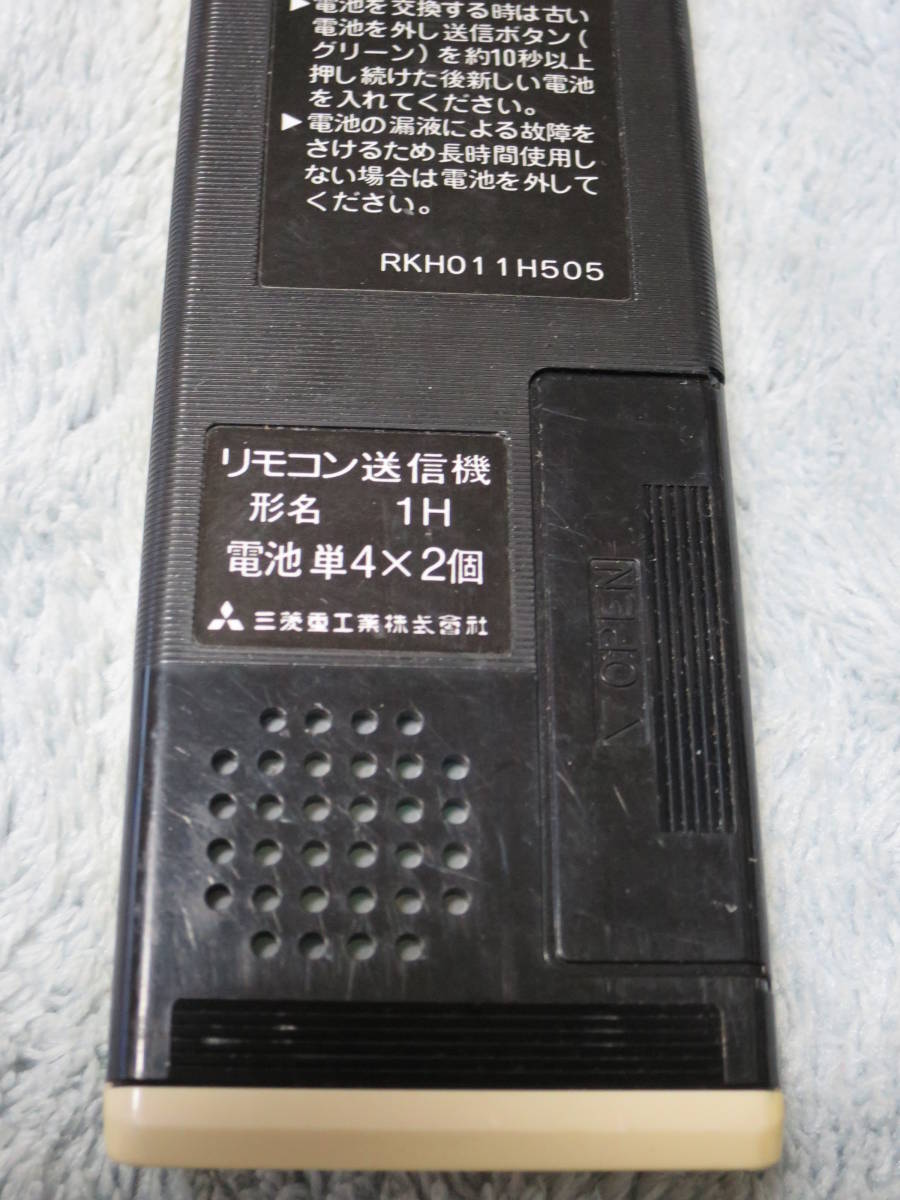 ▶電池を交換する時は古い
電池を外し送信ボタン(
グリーン)を約10秒以上
押し続けた後新しい電池
を入れてください。
▶電池の漏液による故障を
さけるため長時間使用し
ない場合は電池を外して
ください。
RKH011H505
リモコン送信機
形名 1H
電池 単4×2個
三菱重工業株式會社
OPEN